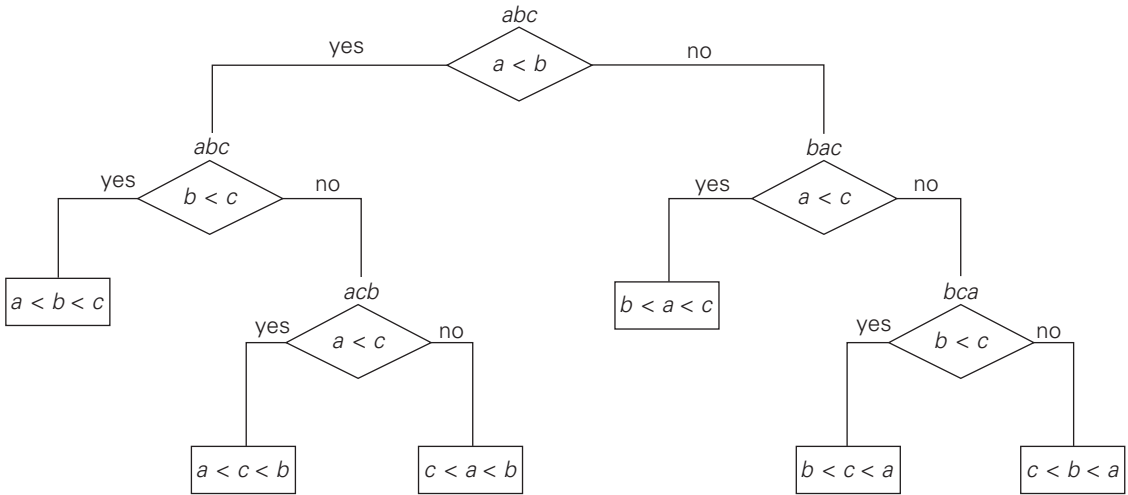 abc
a < b
yes
no
abc
b < c
yes
no
bac
a < c
yes
no
a < b < c
acb
a < c
yes
no
b < a < c
bca
b < c
yes
no
a < c < b
c < a < b
b < c < a
c < b < a